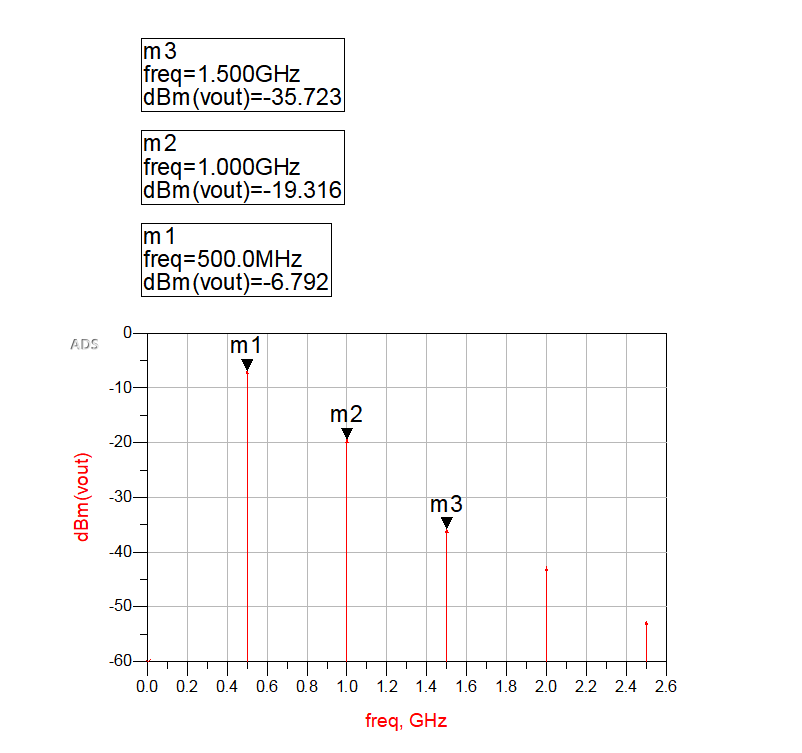 m3
freq=1.500GHz
dBm(vout)=-35.723
m2
freq=1.000GHz
dBm(vout)=-19.316
m1
freq=500.0MHz
dBm(vout)=-6.792
ADS
0
-10
-20
-30
-40
-50
-60
dBm(vout)
m1
m2
m3
0.0 0.2 0.4 0.6 0.8 1.0 1.2 1.4 1.6 1.8 2.0 2.2 2.4 2.6
freq, GHz